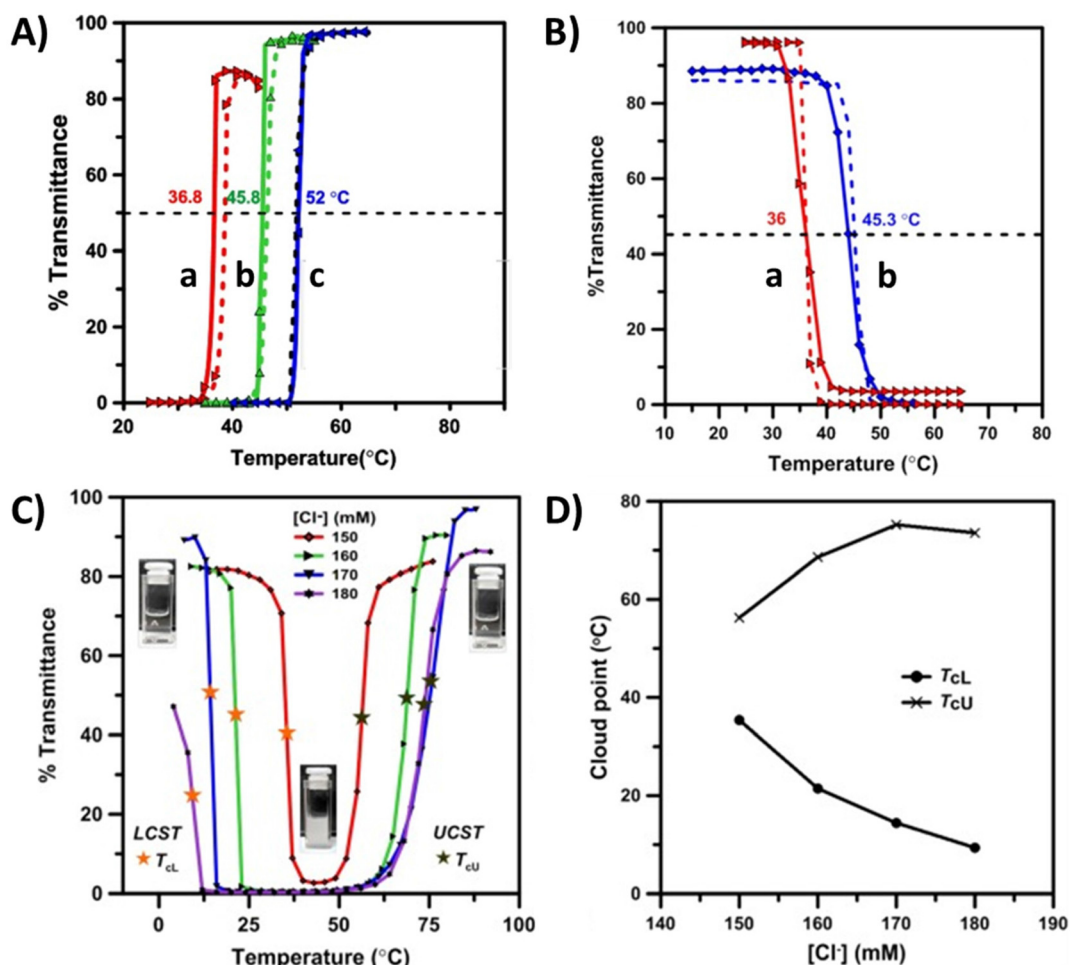 A)
% Transmittance
100
80
60
40
20
0
36.8
45.8
52 °C
a
b
c
20
40
60
80
Temperature(°C)
B)
%Transmittance
100
80
60
40
20
0
36
45.3 °C
a
b
10
20
30
40
50
60
70
80
Temperature (°C)
C)
% Transmittance
100
80
60
40
20
0
[Cl-] (mM)
150
160
170
180
LCST
TcL
UCST
TcU
0
25
50
75
100
Temperature (°C)
D)
Cloud point (°C)
80
60
40
20
0
TcL
TcU
140
150
160
170
180
190
[Cl-] (mM)